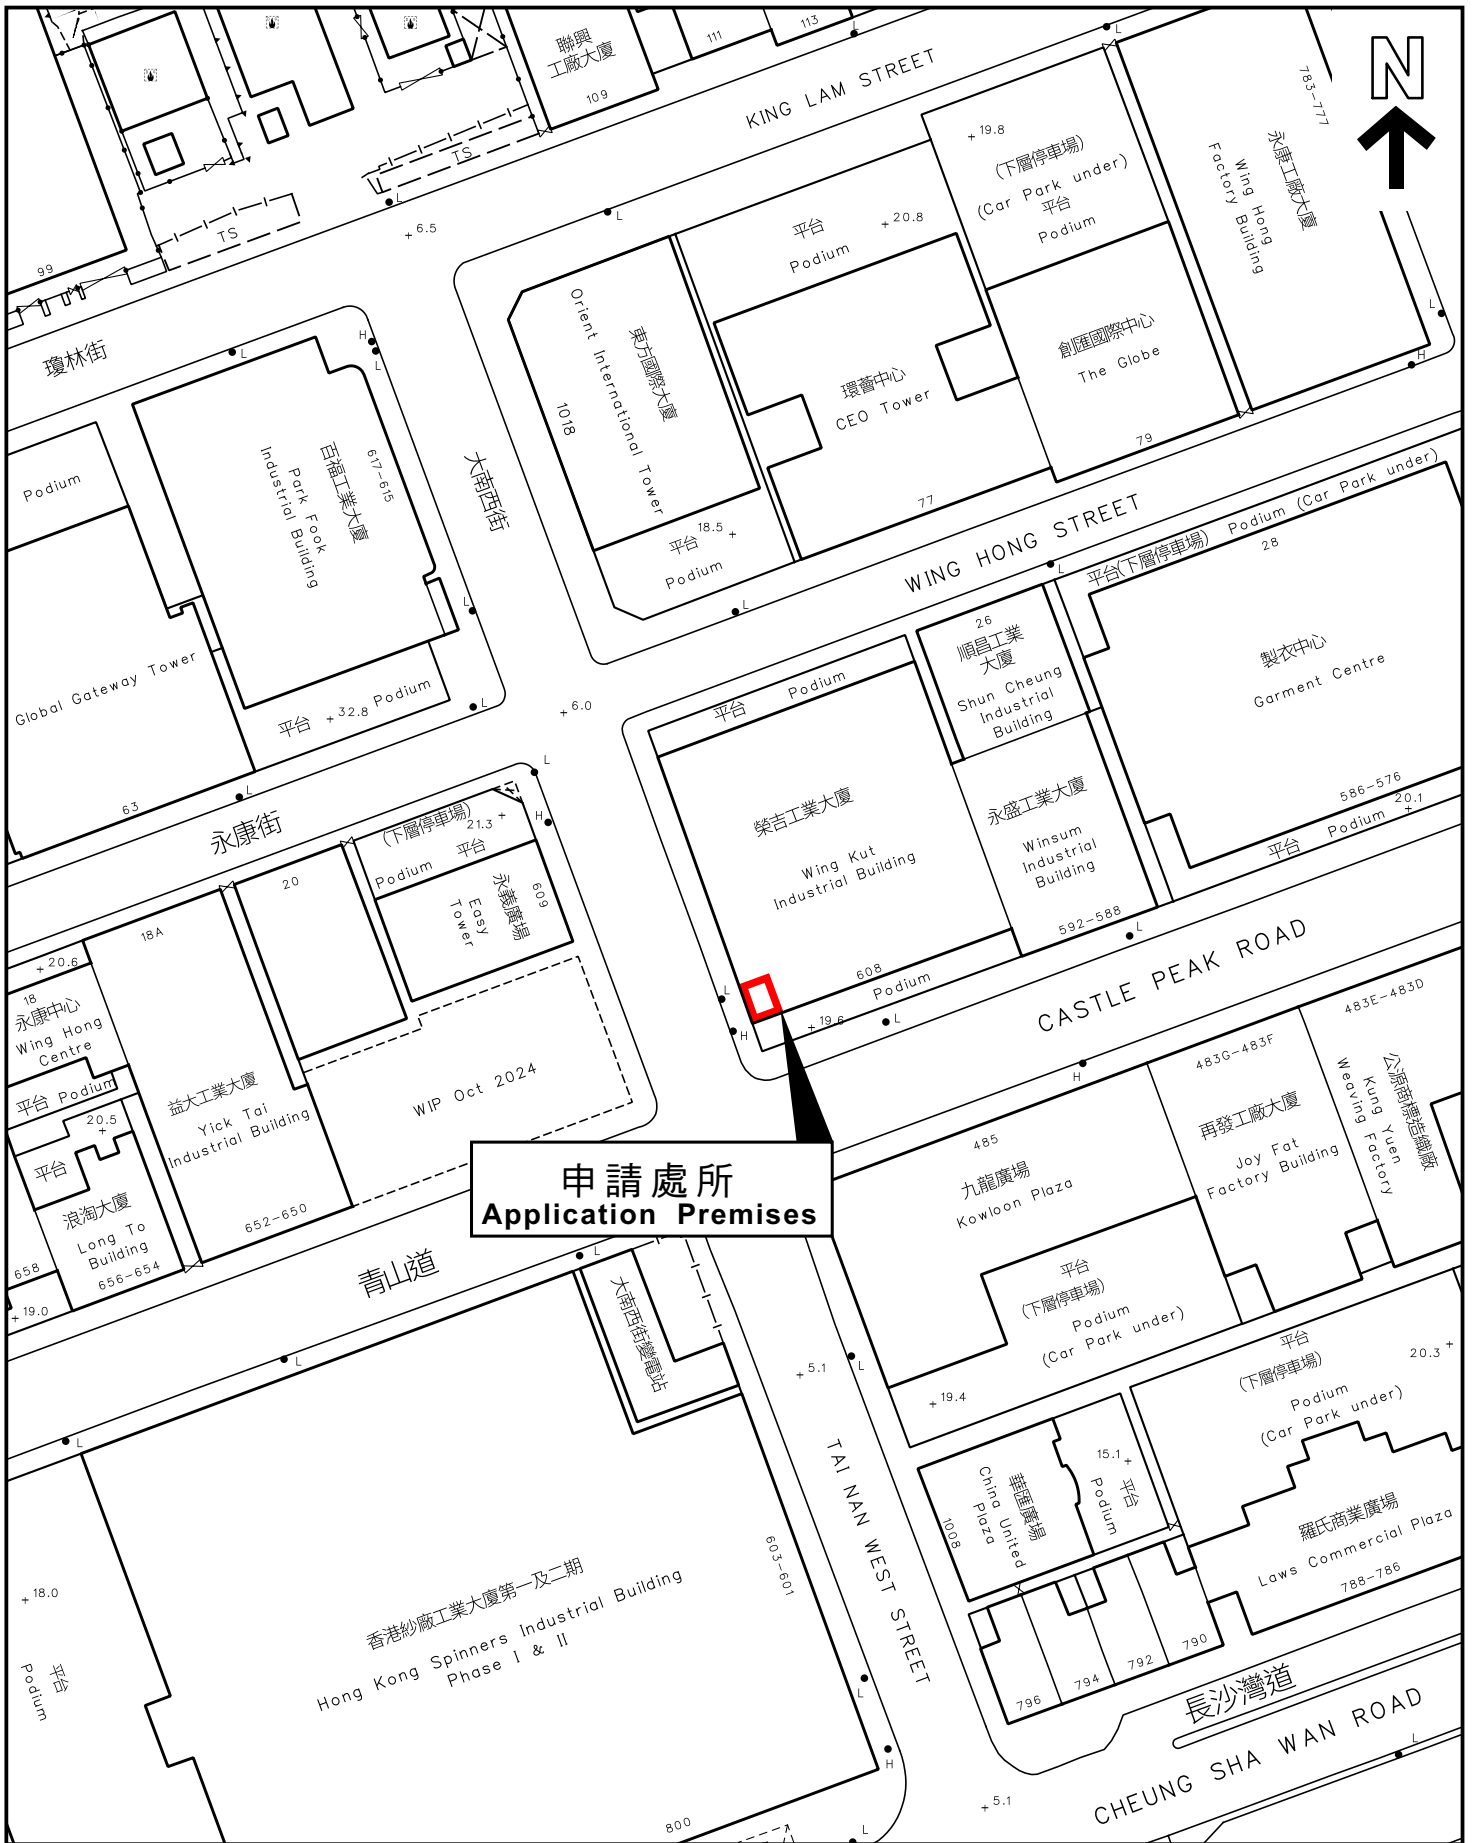 聯興
工廠大廈
109
111
113
KING LAM STREET
783-777
N
永康工廠大廈
Wing Hong
Factory Building
+19.8
(下層停車場)
(Car Park under)
平台
Podium
平台
Podium
+20.8
TS
TS
99
+6.5
L
L
L
L
瓊林街
L
H
L
東方國際大廈
Orient International Tower
1018
環薈中心
CEO Tower
77
創匯國際中心
The Globe
79
L
H
Podium
百福工業大廈
Park Fook
Industrial Building
617-615
大南西街
平台
18.5+
Podium
WING HONG STREET
平台(下層停車場) Podium (Car Park under)
28
L
L
L
26
順昌工業
大廈
Shun Cheung
Industrial
Building
製衣中心
Garment Centre
Global Gateway Tower
平台 +32.8 Podium
L
+6.0
平台 Podium
63
L
L
永康街
H
榮吉工業大廈
Wing Kut
Industrial Building
永盛工業大廈
Winsum
Industrial
Building
586-576
平台 Podium 20.1
+
(下層停車場)
21.3+
Podium 平台
永義廣場
Easy
Tower
609
20
18A
+20.6
18
永康中心
Wing Hong
Centre
平台 Podium
20.5
+
平台
608
Podium
+19.6
592-588
L
L
L
H
CASTLE PEAK ROAD
483E-483D
483G-483F
H
益大工業大廈
Yick Tai
Industrial Building
652-650
WIP Oct 2024
申請處所
Application Premises
485
九龍廣場
Kowloon Plaza
再發工廠大廈
Joy Fat
Factory Building
公源商標造織廠
Kung Yuen
Weaving Factory
浪淘大廈
Long To
Building
656-654
658
+19.0
青山道
L
L
L
大南西街變電站
平台
(下層停車場)
Podium
(Car Park under)
平台
(下層停車場)
Podium
(Car Park under)
20.3+
+5.1
L
+19.4
TAI NAN WEST STREET
華匯廣場
China United
Plaza
1008
15.1+
平台
Podium
羅氏商業廣場
Laws Commercial Plaza
788-786
603-601
香港紗廠工業大廈第一及二期
Hong Kong Spinners Industrial Building
Phase I & II
+18.0
平台
Podium
796
794
792
790
L
H
長沙灣道
CHEUNG SHA WAN ROAD
L
+5.1
800
L